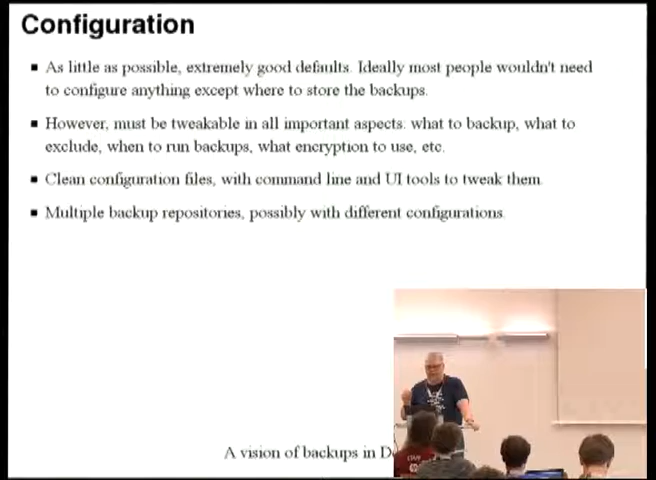 Configuration
As little as possible, extremely good defaults. Ideally most people wouldn't need
to configure anything except where to store the backups.
However, must be tweakable in all important aspects: what to backup, what to
exclude, when to run backups, what encryption to use, etc.
Clean configuration files, with command line and UI tools to tweak them.
Multiple backup repositories, possibly with different configurations.
A vision of backups in D